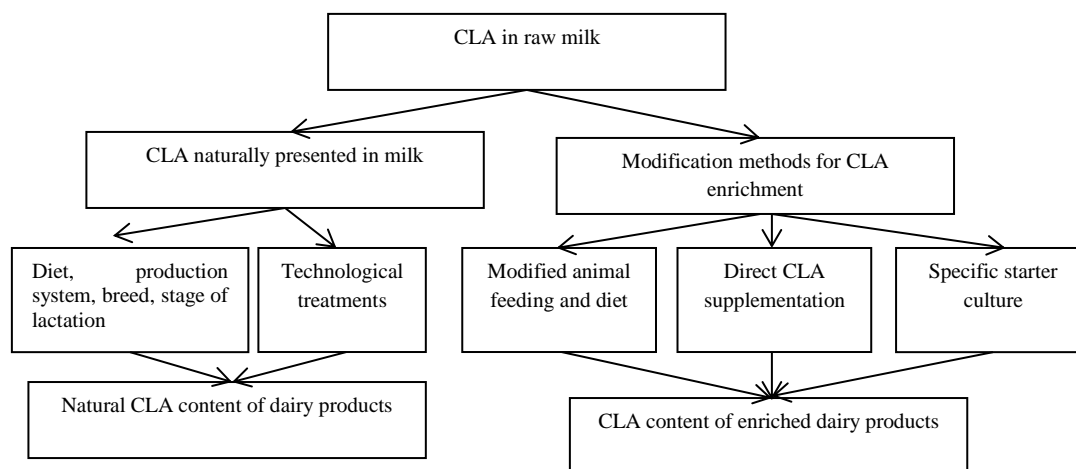 CLA in raw milk
CLA naturally presented in milk
Modification methods for CLA
enrichment
Diet, production
system, breed, stage of
lactation
Technological
treatments
Modified animal
feeding and diet
Direct CLA
supplementation
Specific starter
culture
Natural CLA content of dairy products
CLA content of enriched dairy products